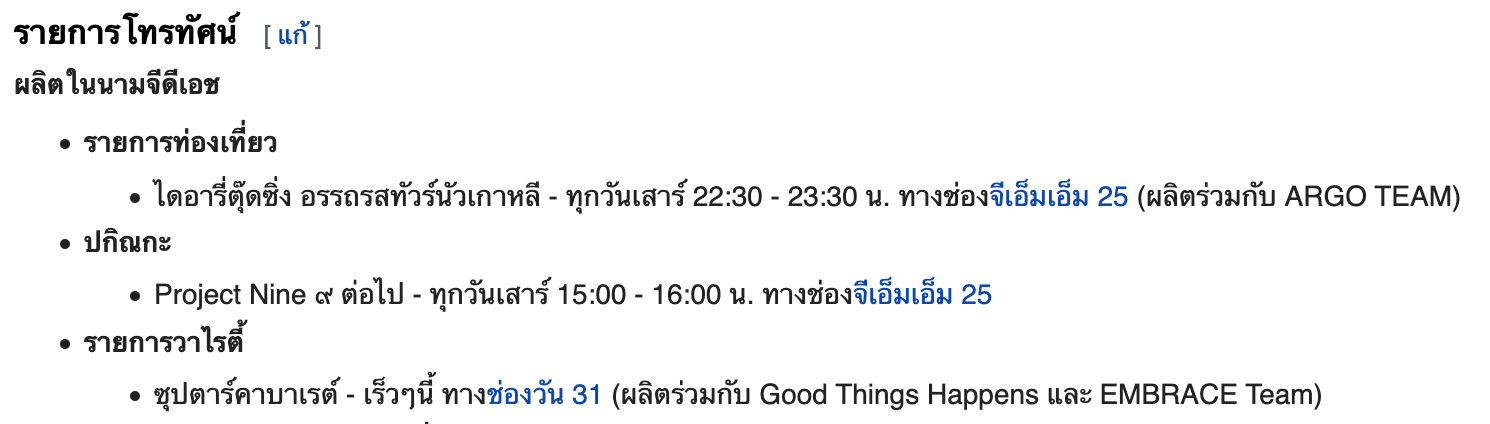 รายการโทรทัศน์ [ แก้ ]
ผลิตในนามจีดีเอช
• รายการท่องเที่ยว
• ไดอารี่ตุ๊ดซิ่ง อรรถรสทัวร์นัวเกาหลี - ทุกวันเสาร์ 22:30 - 23:30 น. ทางช่องจีเอ็มเอ็ม 25 (ผลิตร่วมกับ ARGO TEAM)
• ปกิณกะ
• Project Nine ๙ ต่อไป - ทุกวันเสาร์ 15:00 - 16:00 น. ทางช่องจีเอ็มเอ็ม 25
• รายการวาไรตี้
• ซุปตาร์คาบาเรต์ - เร็วๆนี้ ทางช่องวัน 31 (ผลิตร่วมกับ Good Things Happens และ EMBRACE Team)